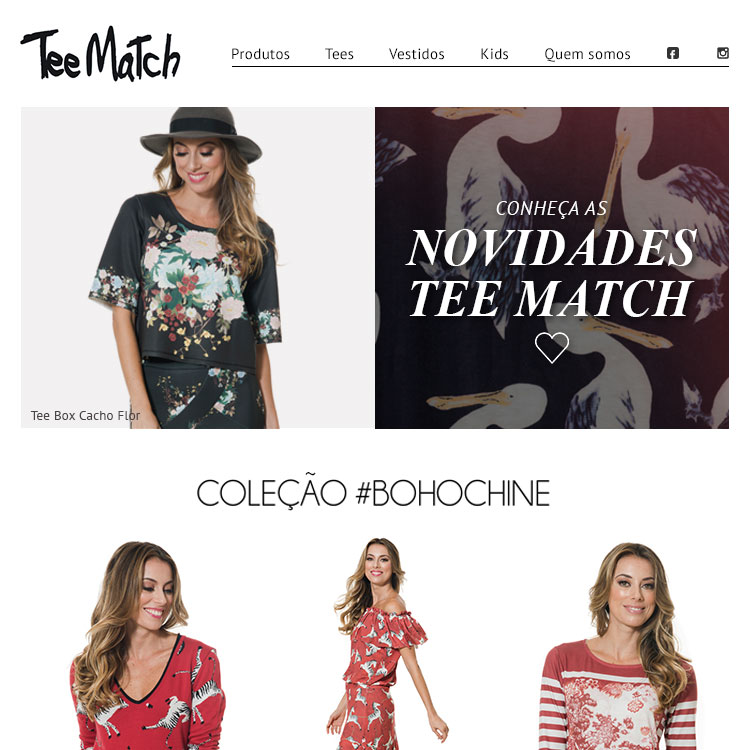 Tee Match
Produtos Tees Vestidos Kids Quem somos
CONHEÇA AS
NOVIDADES
TEE MATCH
Tee Box Cacho Flor
COLEÇÃO #BOHOCHINE